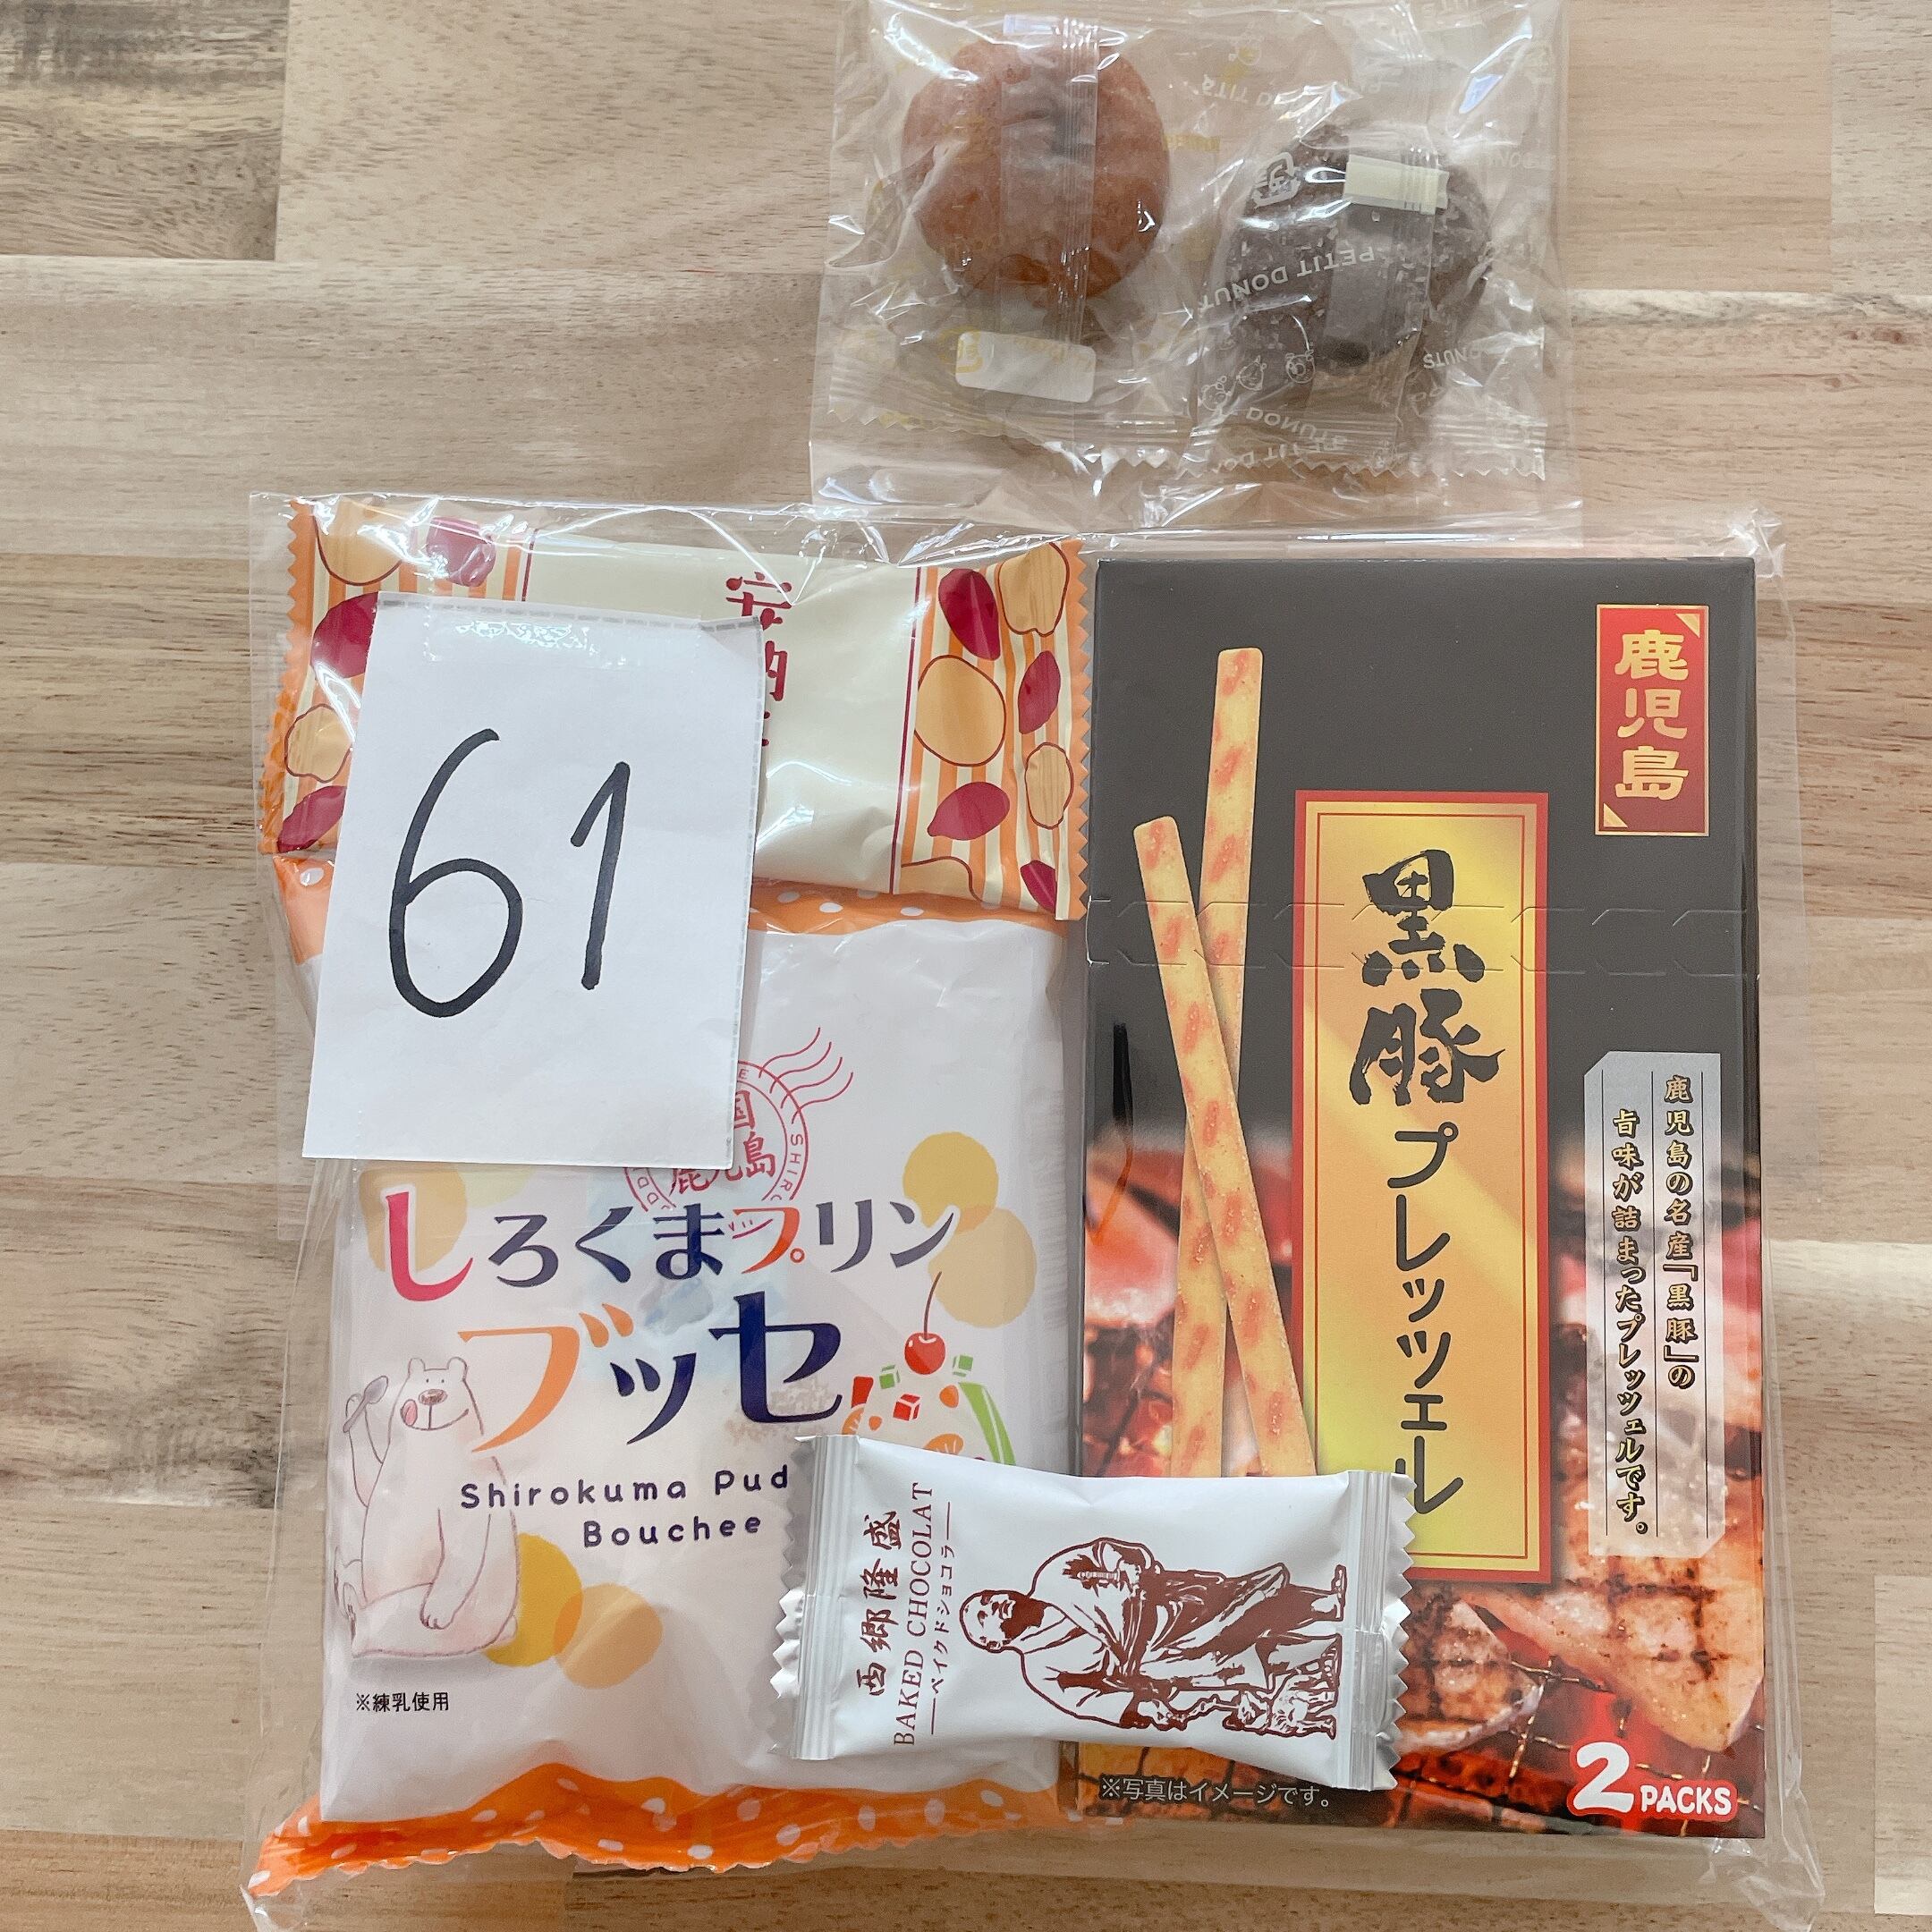 PETIT DONUTS
PETIT DONUTS
安納
61
鹿児島
黒豚プレッツェル
鹿児島の名産「黒豚」の
旨味が詰まったプレッツェルです。
鹿児島
しろくまプリン
ブッセ
Shirokuma Pud
Bouchee
※練乳使用
西郷隆盛
BAKED CHOCOLAT
ベイクドショコラ
※写真はイメージです。
2 PACKS